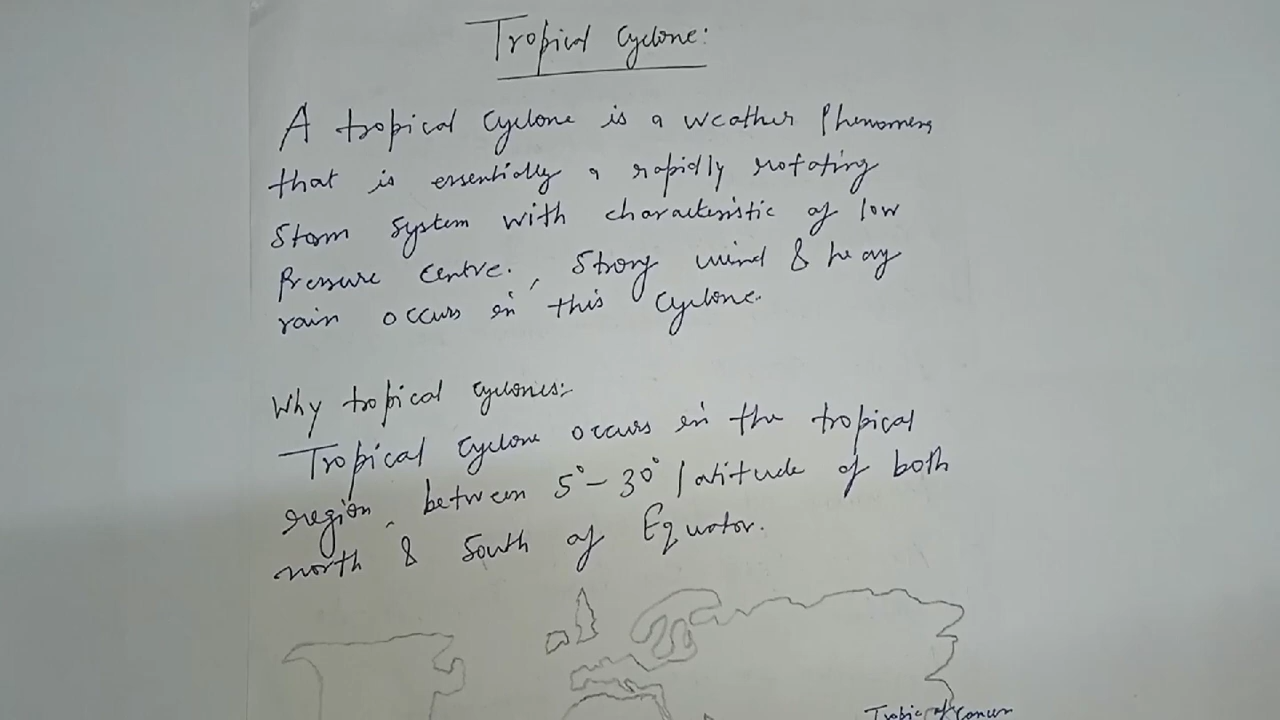 Tropical Cyclone:
A tropical cyclone is a weather Phenomena
that is essentially a rapidly rotating
Storm System with characteristic of low
Pressure centre. , Strong wind & heavy
rain occurs in this Cyclone.
Why tropical cyclones:
Tropical cyclone occurs in the tropical
region, between 5° - 30° latitude of both
north & South of Equator.
Tropic of Cancer